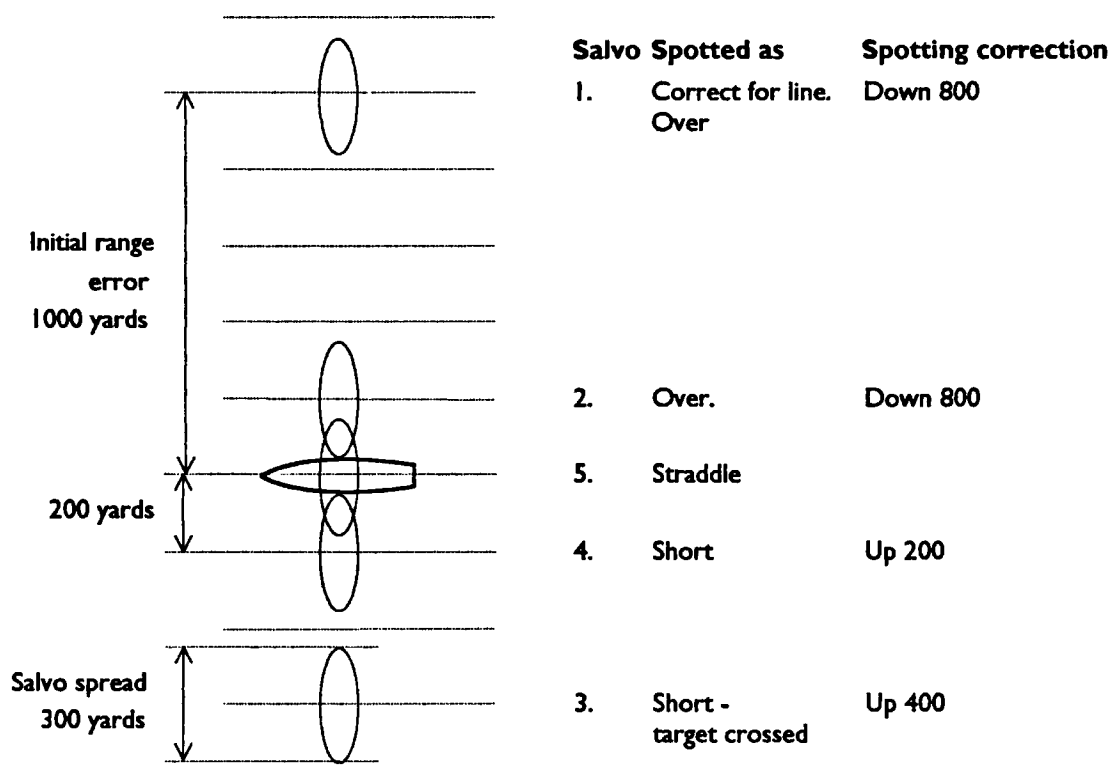 Salvo Spotted as Spotting correction
1. Correct for line. Down 800
Over
Initial range
error
1000 yards
2. Over. Down 800
5. Straddle
200 yards
4. Short Up 200
Salvo spread
300 yards
3. Short - Up 400
target crossed